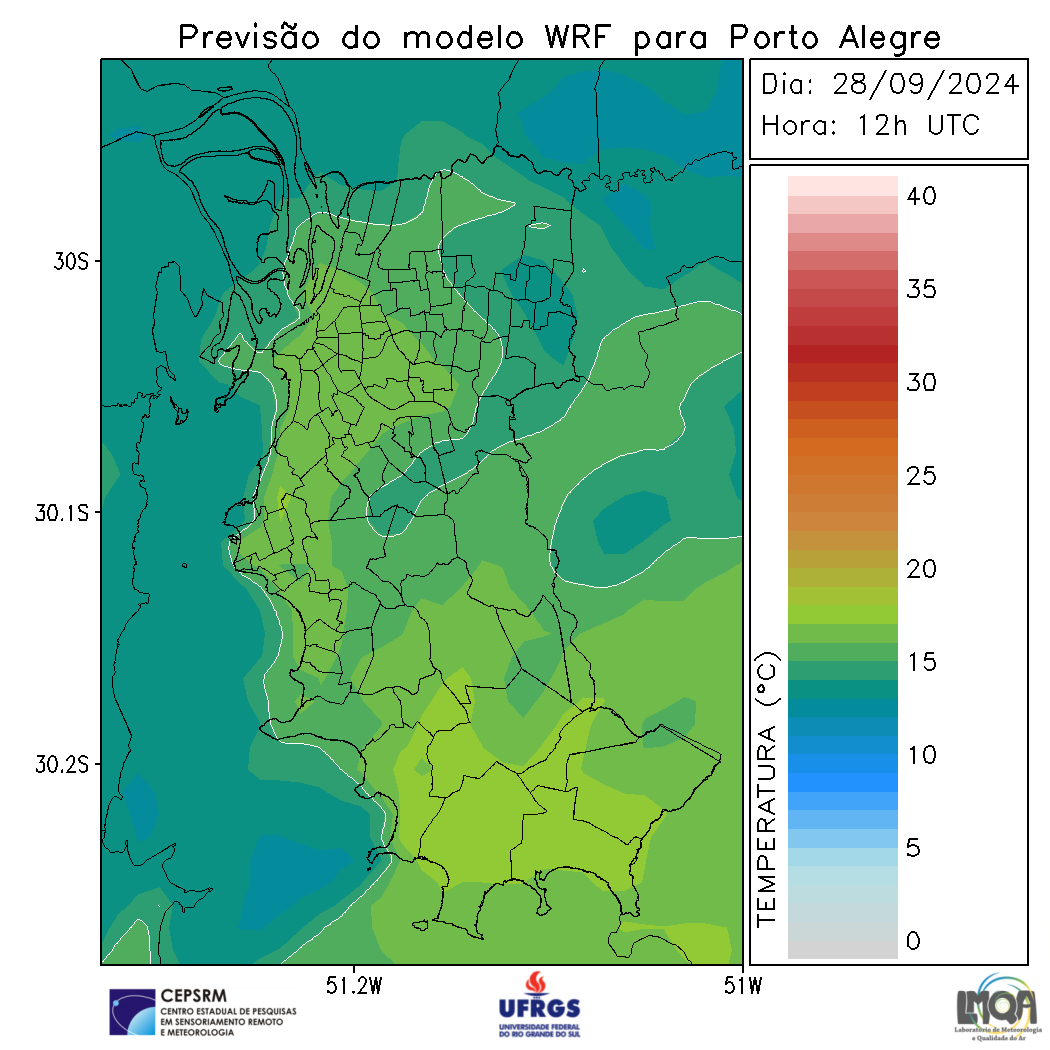 Previsão do modelo WRF para Porto Alegre
Dia: 28/09/2024
Hora: 12h UTC
40
35
30
25
20
15
10
5
0
TEMPERATURA (°C)
30S
30.1S
30.2S
51.2W
51W
CEPSRM
CENTRO ESTADUAL DE PESQUISAS
EM SENSORIAMENTO REMOTO
E METEOROLOGIA
UFRGS
UNIVERSIDADE FEDERAL
DO RIO GRANDE DO SUL
LMQA
Laboratório de Meteorologia
e Qualidade do Ar